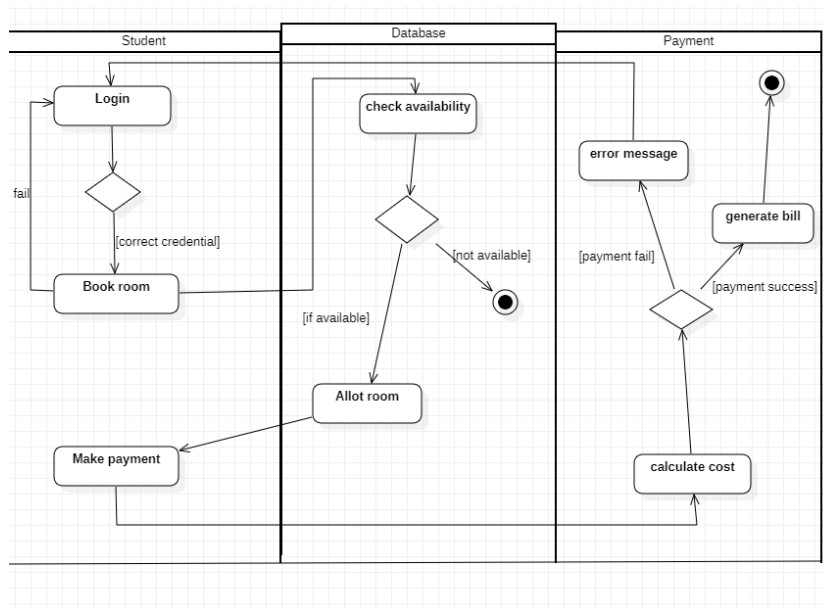 Student
Database
Payment
Login
check availability
error message
fail
generate bill
[correct credential]
[not available]
[payment fail]
Book room
[payment success]
[if available]
Allot room
Make payment
calculate cost